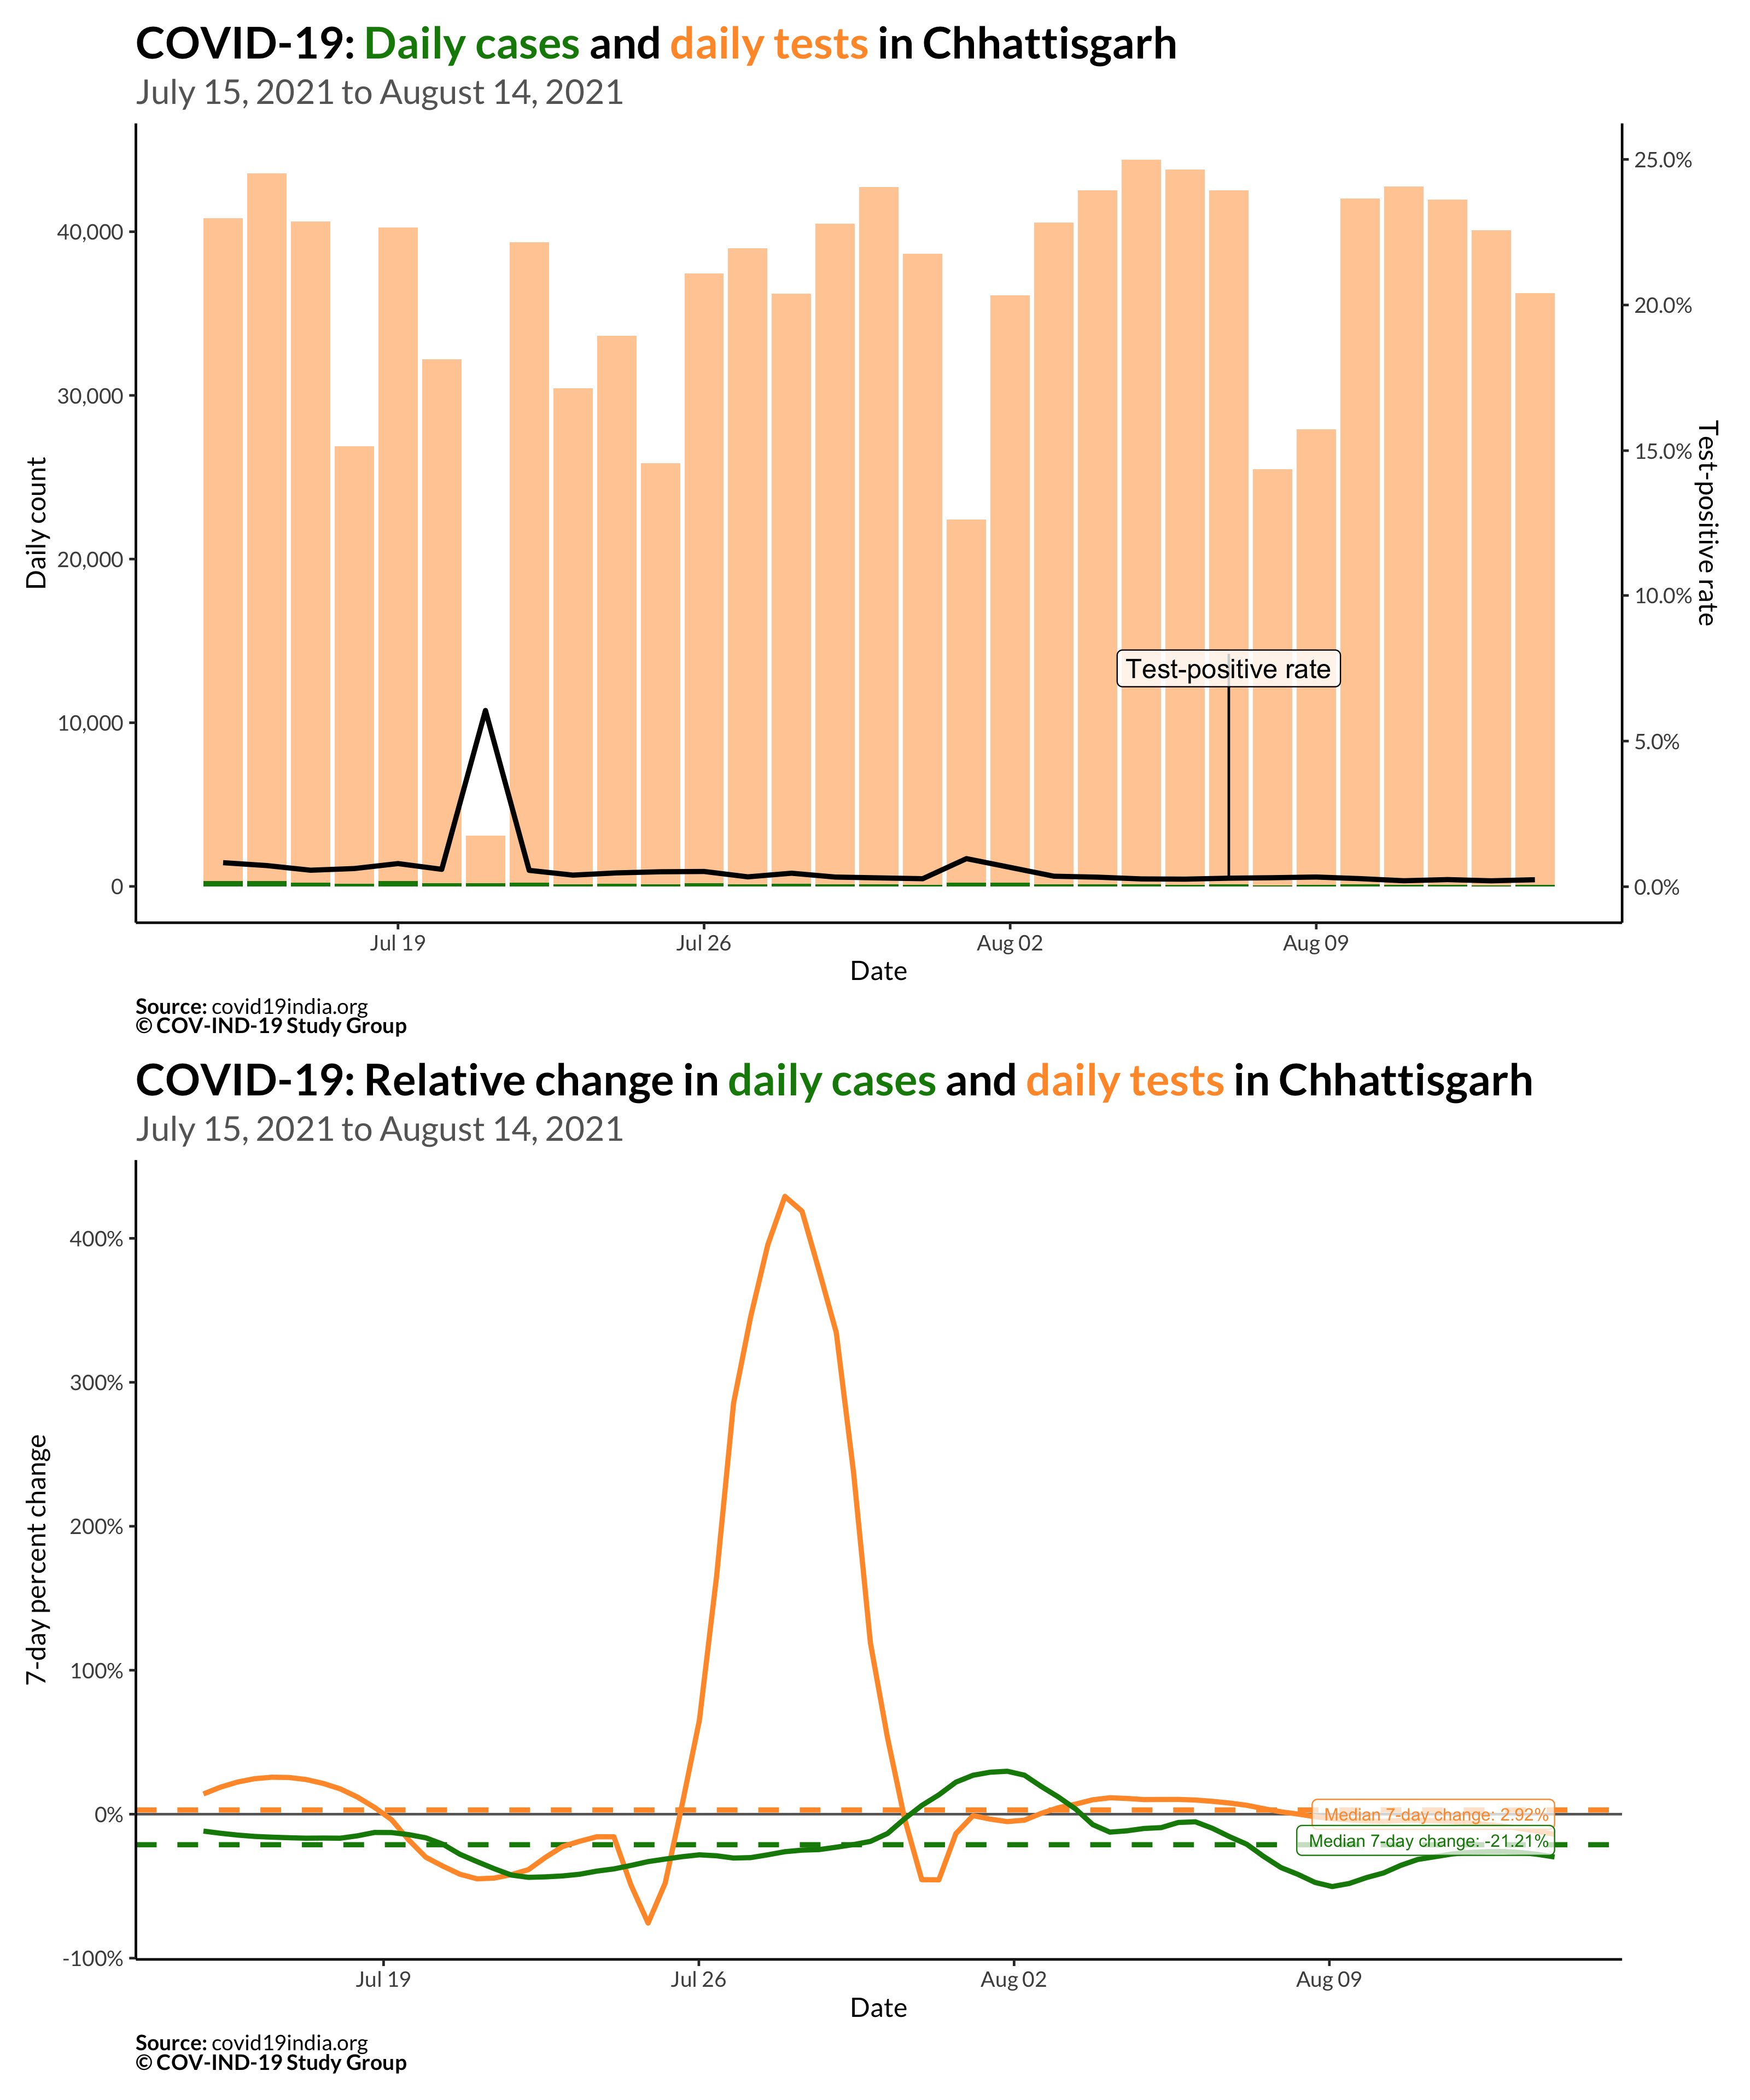 COVID-19: Daily cases and daily tests in Chhattisgarh
July 15, 2021 to August 14, 2021
40,000
30,000
20,000
10,000
0
Daily count
25.0%
20.0%
15.0%
10.0%
5.0%
0.0%
Test-positive rate
Test-positive rate
Jul 19
Jul 26
Aug 02
Aug 09
Date
Source: covid19india.org
© COV-IND-19 Study Group
COVID-19: Relative change in daily cases and daily tests in Chhattisgarh
July 15, 2021 to August 14, 2021
400%
300%
200%
100%
0%
-100%
7-day percent change
Median 7-day change: 2.92%
Median 7-day change: -21.21%
Jul 19
Jul 26
Aug 02
Aug 09
Date
Source: covid19india.org
© COV-IND-19 Study Group